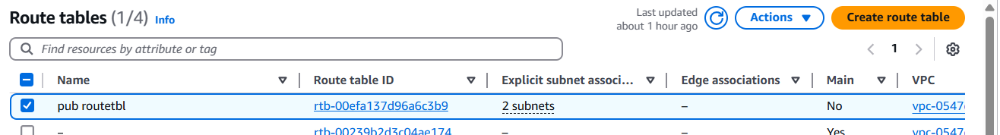 Route tables (1/4) Info
Last updated about 1 hour ago
Actions
Create route table
Find resources by attribute or tag
1
Name Route table ID Explicit subnet associ... Edge associations Main VPC
pub routetbl rtb-00efa137d96a6c3b9 2 subnets – No vpc-0547
– rtb-00239b2d3c04ae174 – – Yes vpc-0547